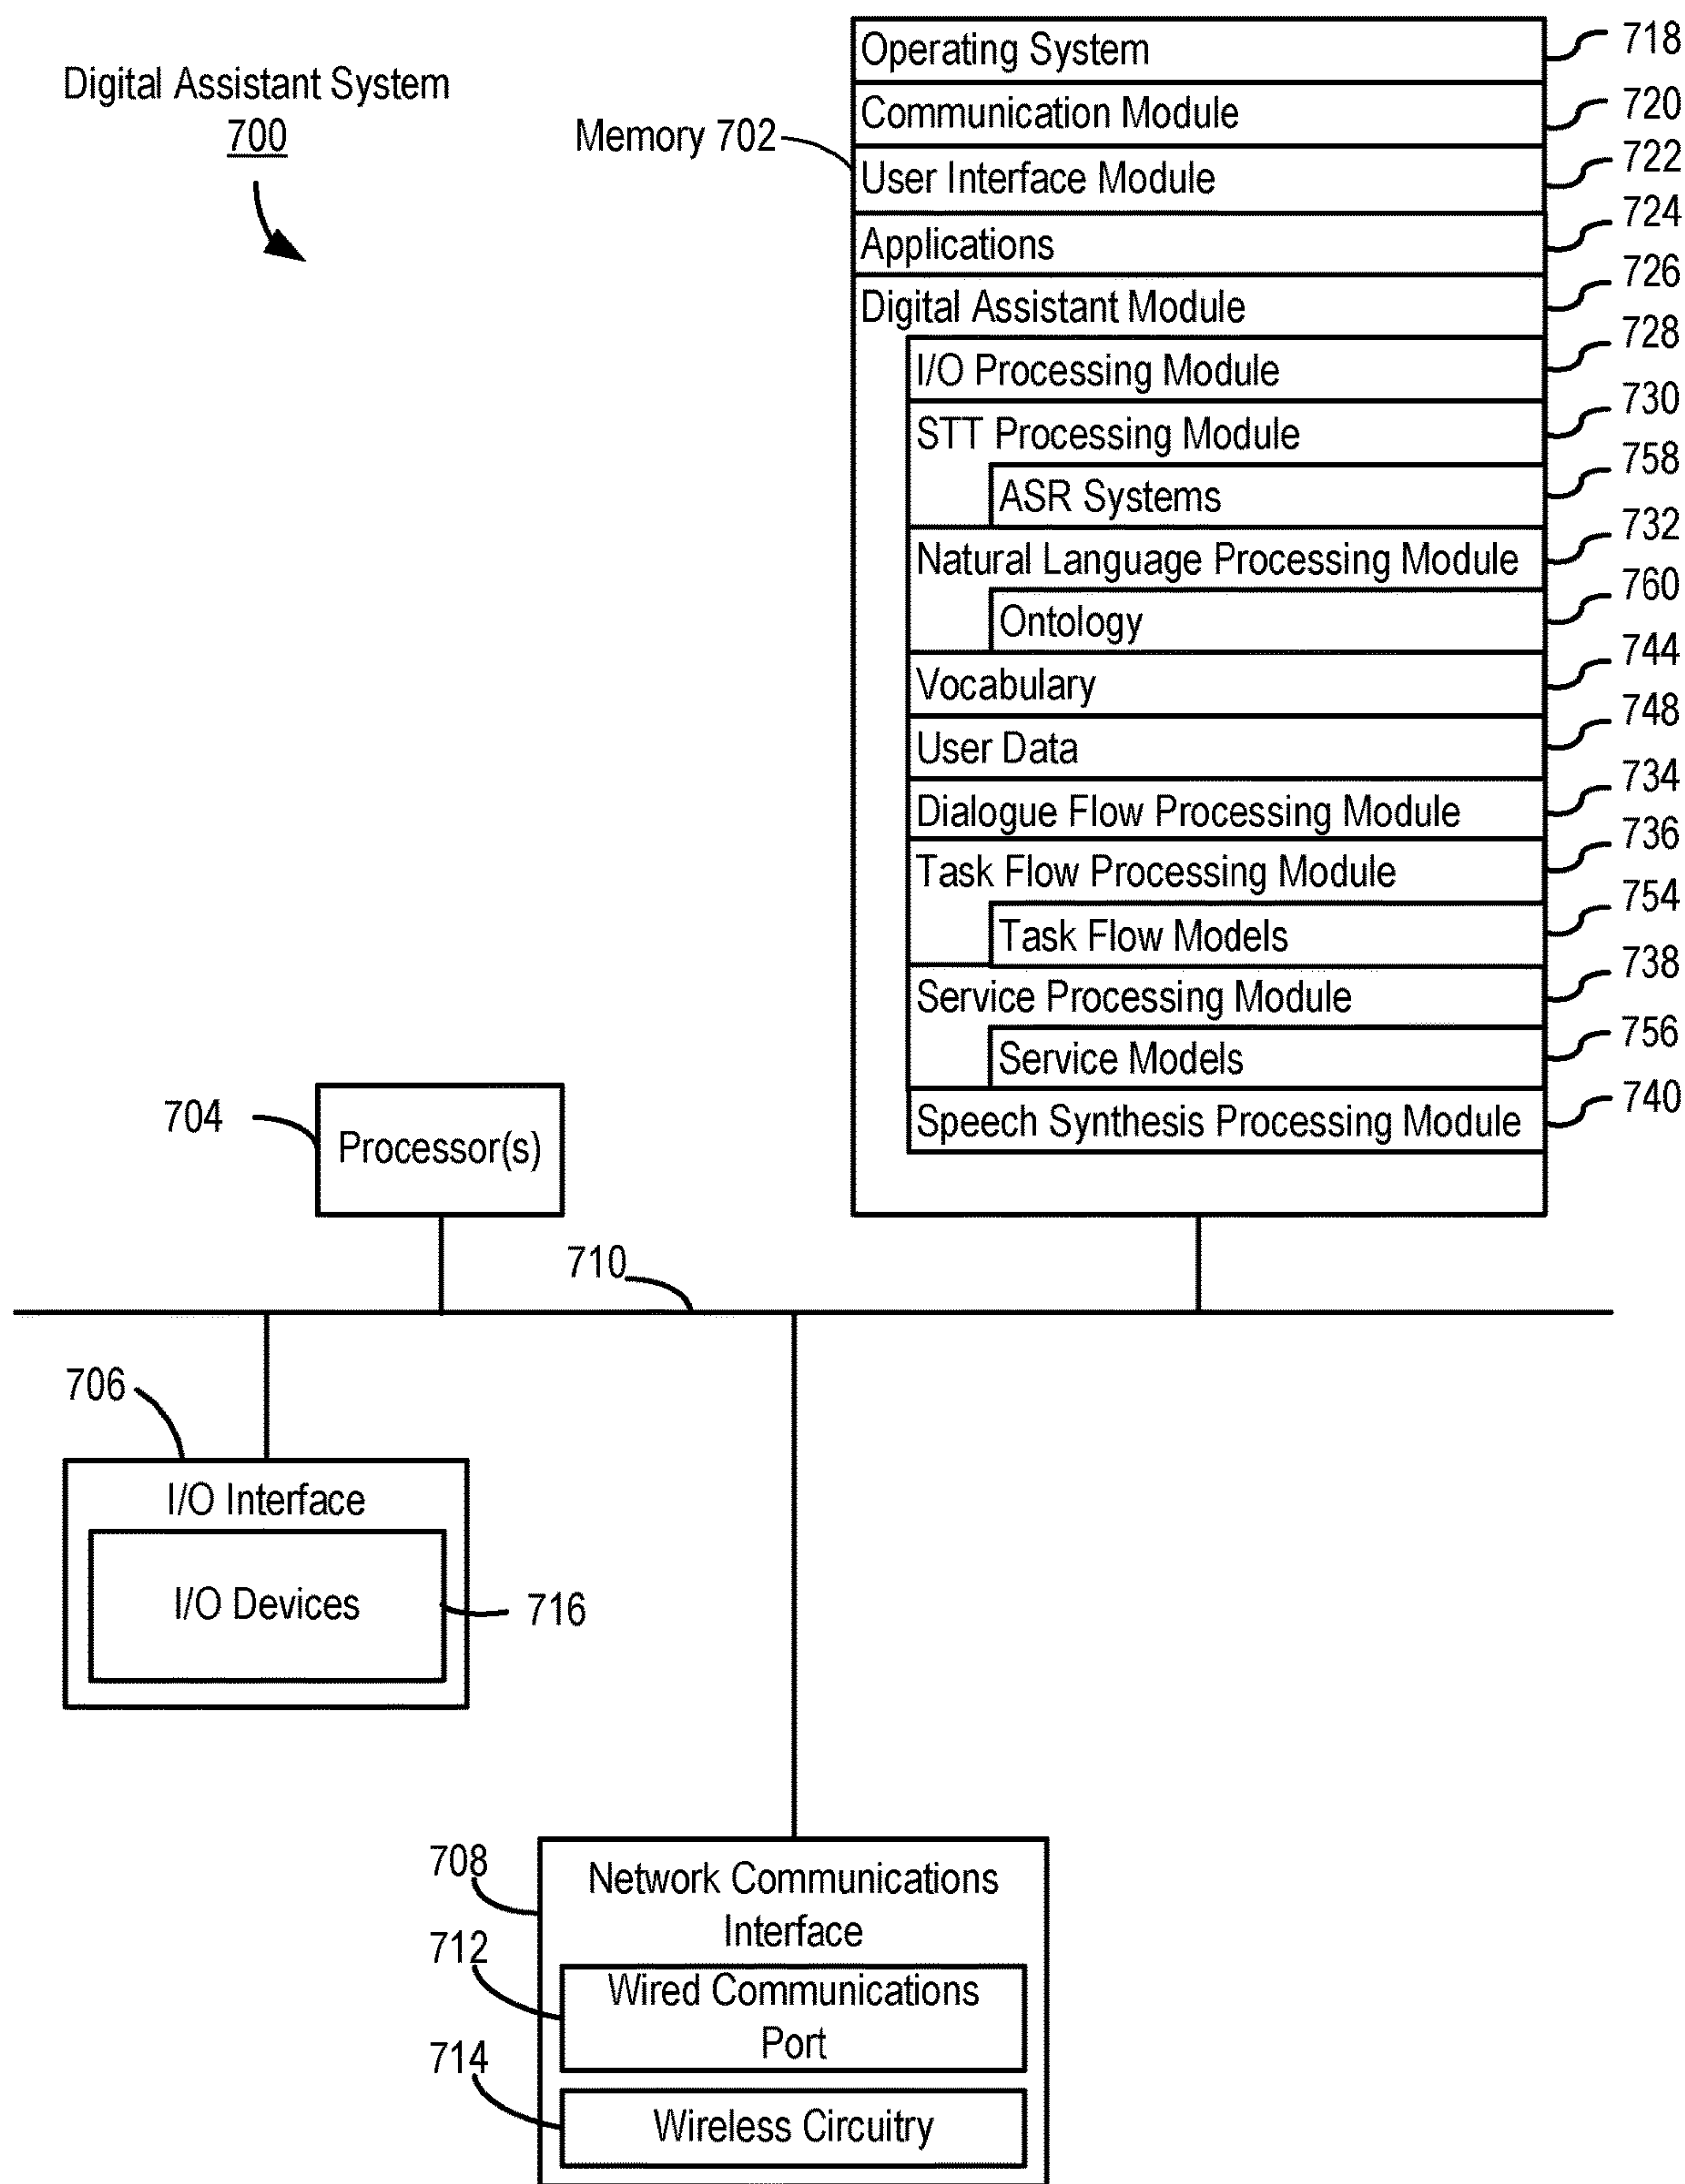 Digital Assistant System
700
Memory 702
Operating System 718
Communication Module 720
User Interface Module 722
Applications 724
Digital Assistant Module 726
I/O Processing Module 728
STT Processing Module 730
ASR Systems 758
Natural Language Processing Module 732
Ontology 760
Vocabulary 744
User Data 748
Dialogue Flow Processing Module 734
Task Flow Processing Module 736
Task Flow Models 754
Service Processing Module 738
Service Models 756
Speech Synthesis Processing Module 740
704
Processor(s)
710
706
I/O Interface
I/O Devices
716
708
Network Communications
Interface
712
Wired Communications
Port
714
Wireless Circuitry